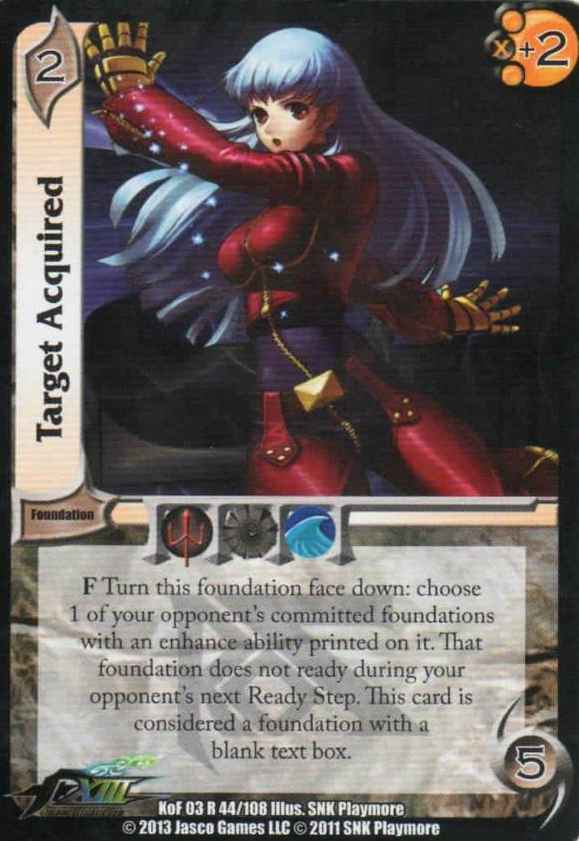 2
x +2
Target Acquired
Foundation
F Turn this foundation face down: choose
1 of your opponent's committed foundations
with an enhance ability printed on it. That
foundation does not ready during your
opponent's next Ready Step. This card is
considered a foundation with a
blank text box.
5
XIII
KoF 03 R 44/108 Illus. SNK Playmore
© 2013 Jasco Games LLC © 2011 SNK Playmore